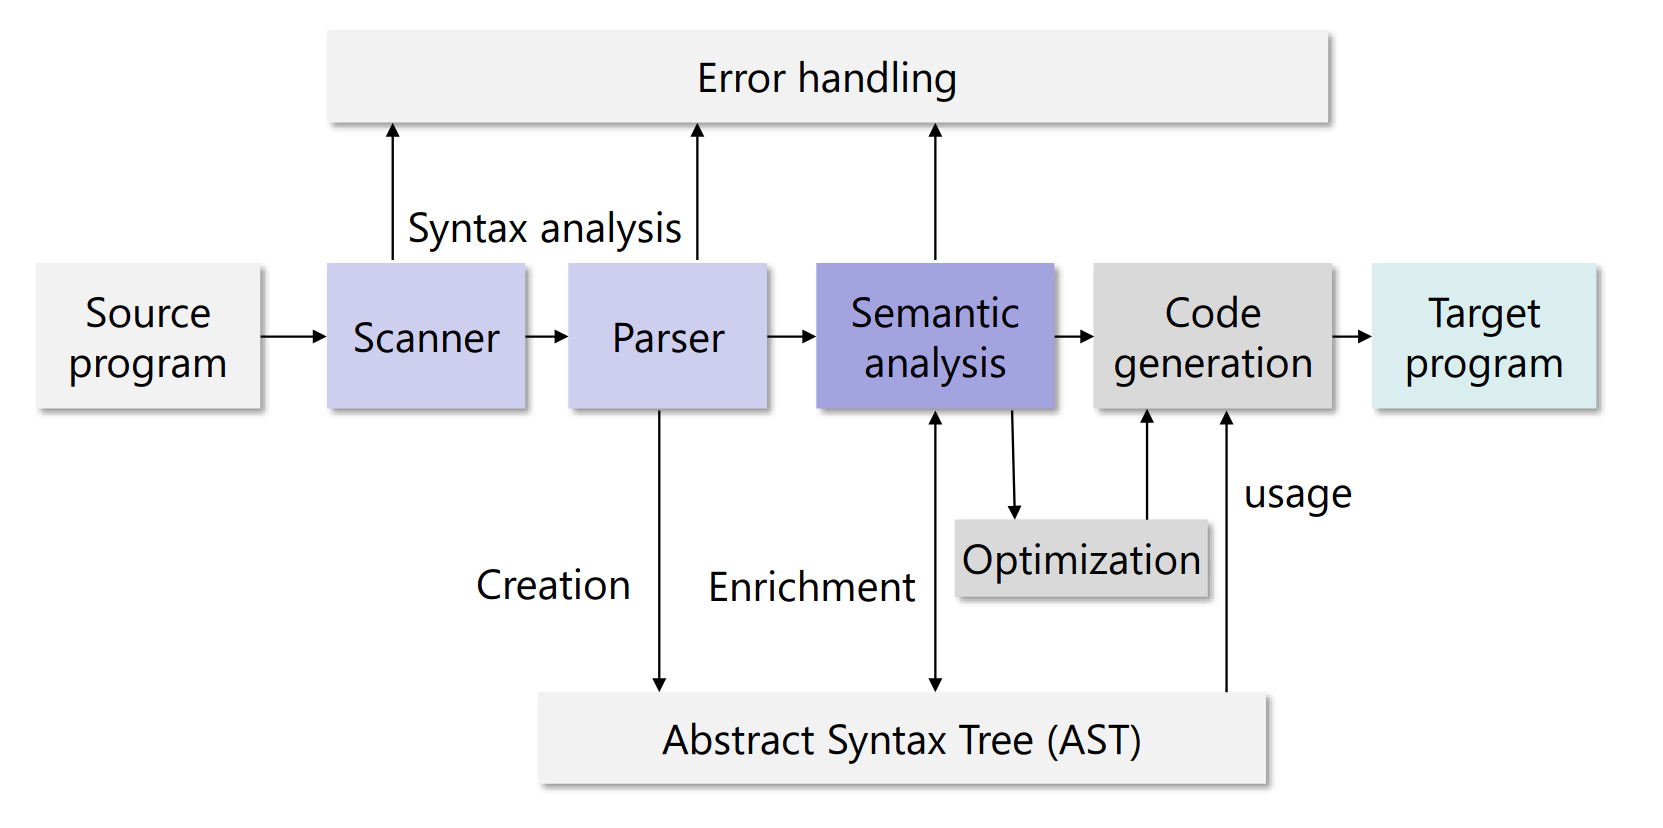 Error handling
Syntax analysis
Source
program
Scanner
Parser
Semantic
analysis
Code
generation
Target
program
usage
Optimization
Creation
Enrichment
Abstract Syntax Tree (AST)